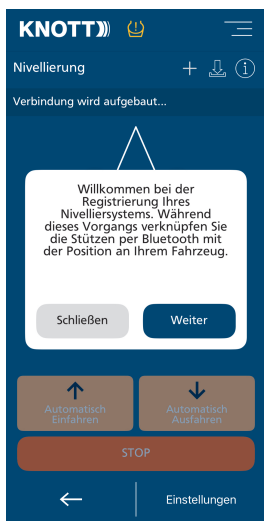 KNOTT
Nivellierung
Verbindung wird aufgebaut...
Willkommen bei der
Registrierung Ihres
Nivelliersystems. Während
dieses Vorgangs verknüpfen Sie
die Stützen per Bluetooth mit
der Position an Ihrem Fahrzeug.
Schließen Weiter
Automatisch Automatisch
Einfahren Ausfahren
STOP
Einstellungen